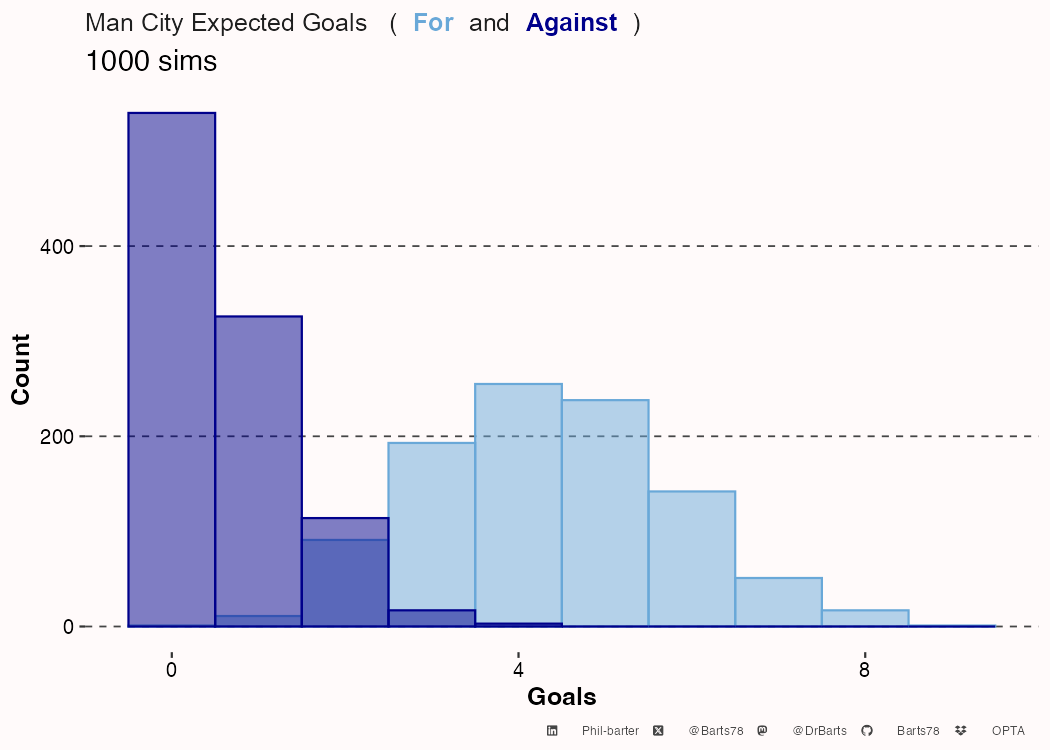 Man City Expected Goals ( For and Against )
1000 sims
400
200
0
Count
0 4 8
Goals
Phil-barter @Barts78 @DrBarts Barts78 OPTA